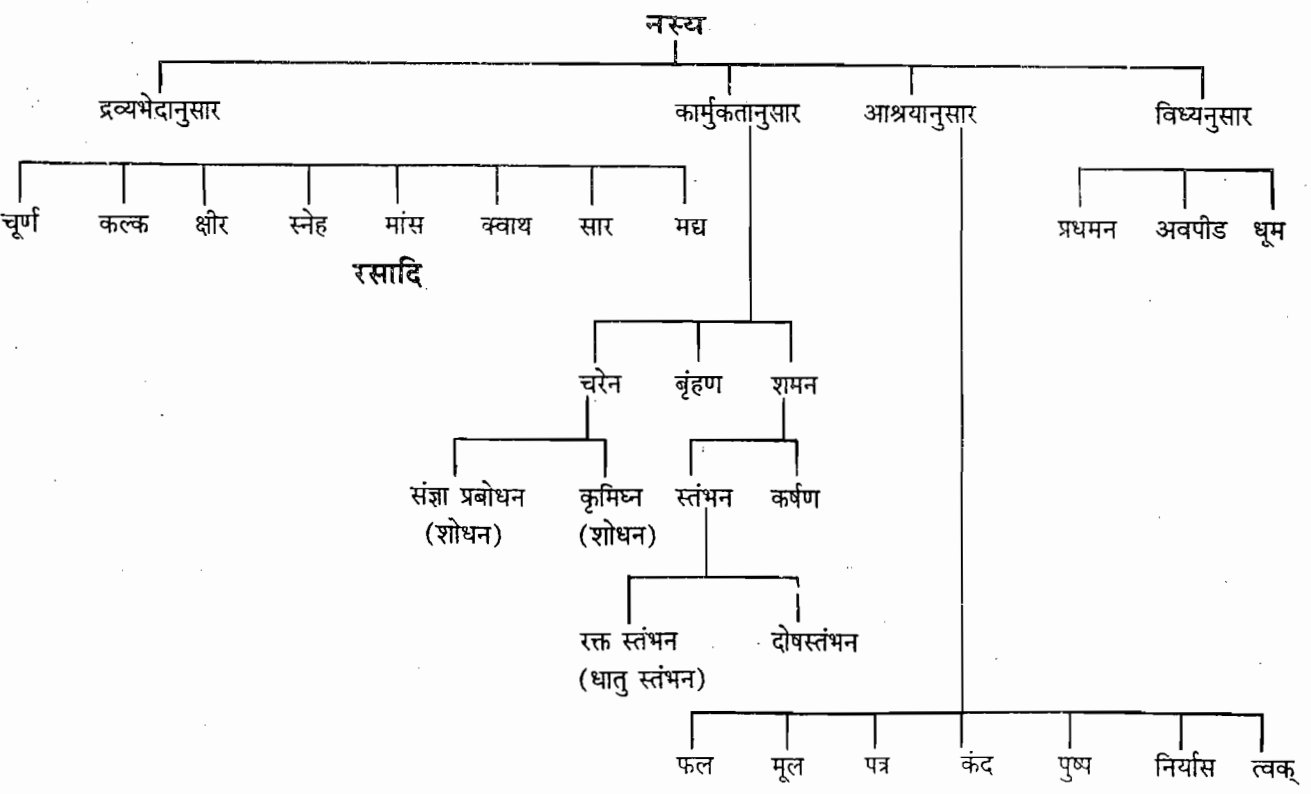 नस्य
द्रव्यभेदानुसार कार्मुकतानुसार आश्रयानुसार विध्यनुसार
चूर्ण कल्क क्षीर स्नेह मांस क्वाथ सार मद्य प्रधमन अवपीड धूम
रसादि
चरेन बृंहण शमन
संज्ञा प्रबोधन कृमिघ्न स्तंभन कर्षण
(शोधन) (शोधन)
रक्त स्तंभन दोषस्तंभन
(धातु स्तंभन)
फल मूल पत्र कंद पुष्प निर्यास त्वक्